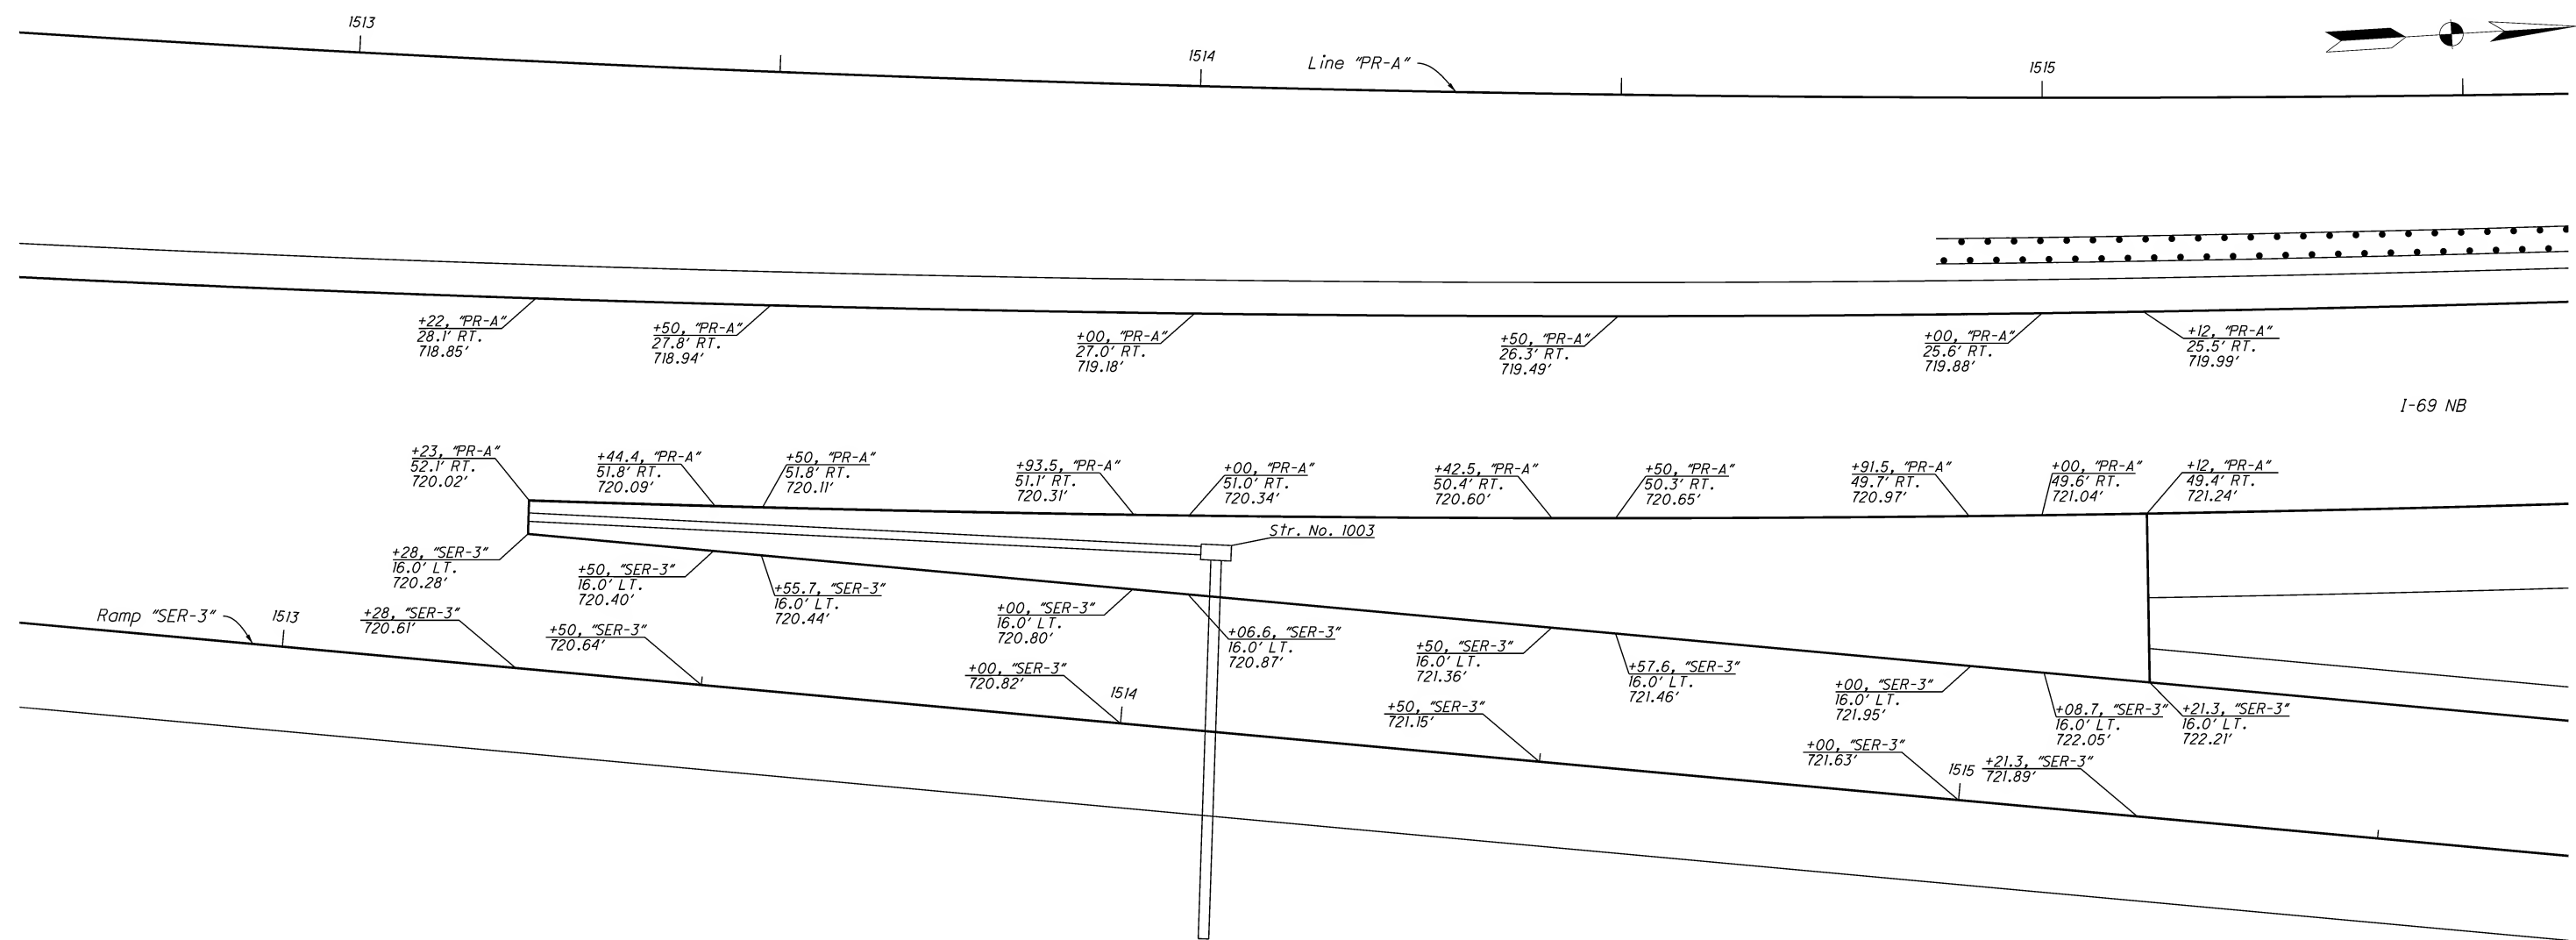 1513
1514
1515
Line "PR-A"
+22, "PR-A"
28.1' RT.
718.85'
+50, "PR-A"
27.8' RT.
718.94'
+00, "PR-A"
27.0' RT.
719.18'
+50, "PR-A"
26.3' RT.
719.49'
+00, "PR-A"
25.6' RT.
719.88'
+12, "PR-A"
25.5' RT.
719.99'
I-69 NB
+23, "PR-A"
52.1' RT.
720.02'
+44.4, "PR-A"
51.8' RT.
720.09'
+50, "PR-A"
51.8' RT.
720.11'
+93.5, "PR-A"
51.1' RT.
720.31'
+00, "PR-A"
51.0' RT.
720.34'
+42.5, "PR-A"
50.4' RT.
720.60'
+50, "PR-A"
50.3' RT.
720.65'
+91.5, "PR-A"
49.7' RT.
720.97'
+00, "PR-A"
49.6' RT.
721.04'
+12, "PR-A"
49.4' RT.
721.24'
Str. No. 1003
+28, "SER-3"
16.0' LT.
720.28'
+50, "SER-3"
16.0' LT.
720.40'
+55.7, "SER-3"
16.0' LT.
720.44'
+00, "SER-3"
16.0' LT.
720.80'
+06.6, "SER-3"
16.0' LT.
720.87'
+50, "SER-3"
16.0' LT.
721.36'
+57.6, "SER-3"
16.0' LT.
721.46'
+00, "SER-3"
16.0' LT.
721.95'
+08.7, "SER-3"
16.0' LT.
722.05'
+21.3, "SER-3"
16.0' LT.
722.21'
Ramp "SER-3"
1513
+28, "SER-3"
720.61'
+50, "SER-3"
720.64'
+00, "SER-3"
720.82'
1514
+50, "SER-3"
721.15'
+00, "SER-3"
721.63'
1515
+21.3, "SER-3"
721.89'